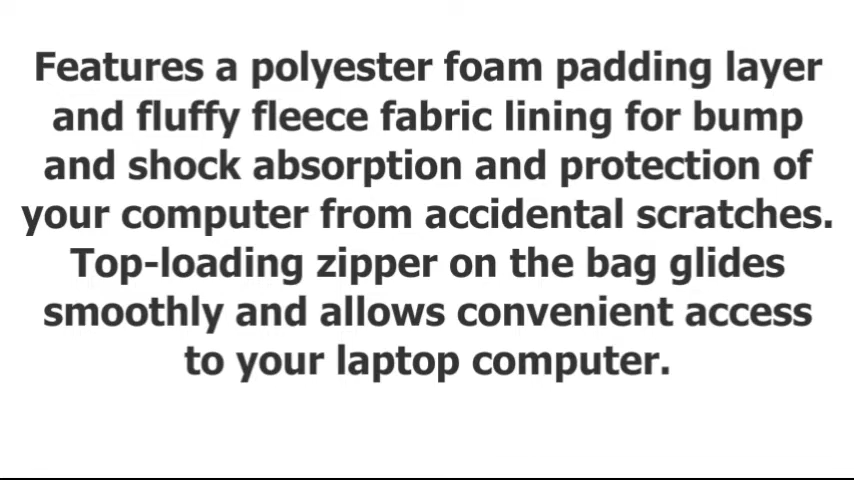 Features a polyester foam padding layer
and fluffy fleece fabric lining for bump
and shock absorption and protection of
your computer from accidental scratches.
Top-loading zipper on the bag glides
smoothly and allows convenient access
to your laptop computer.